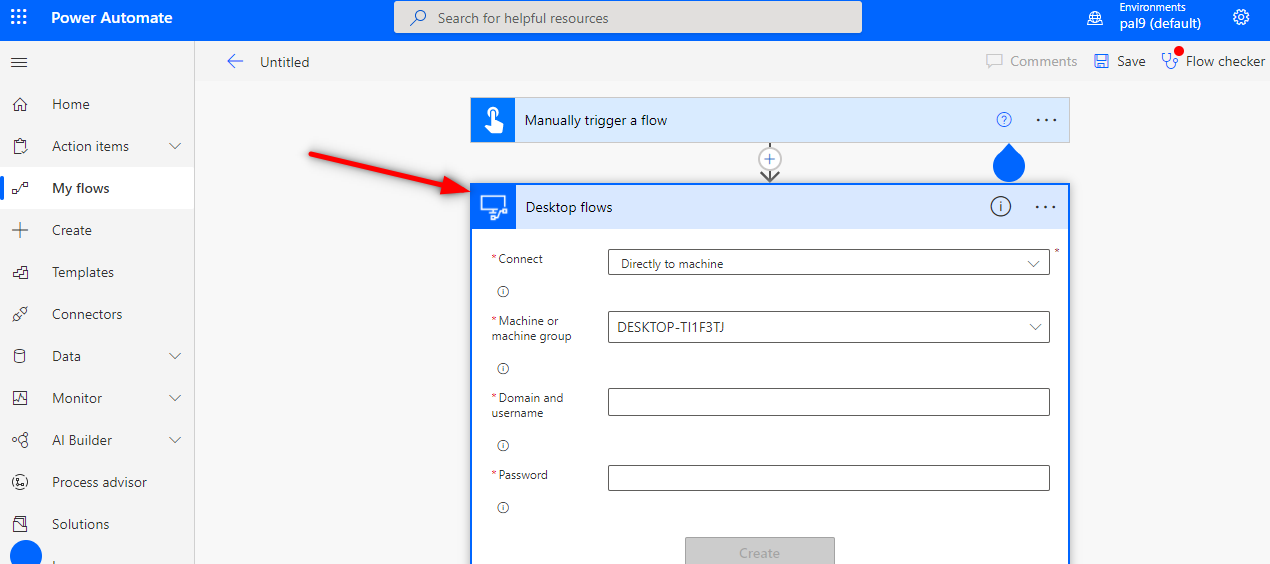 Power Automate
Search for helpful resources
Environments
pal9 (default)
Untitled
Comments
Save
Flow checker
Home
Action items
My flows
Create
Templates
Connectors
Data
Monitor
AI Builder
Process advisor
Solutions
Manually trigger a flow
Desktop flows
* Connect
Directly to machine
*
* Machine or
machine group
DESKTOP-TI1F3TJ
* Domain and
username
* Password
Create